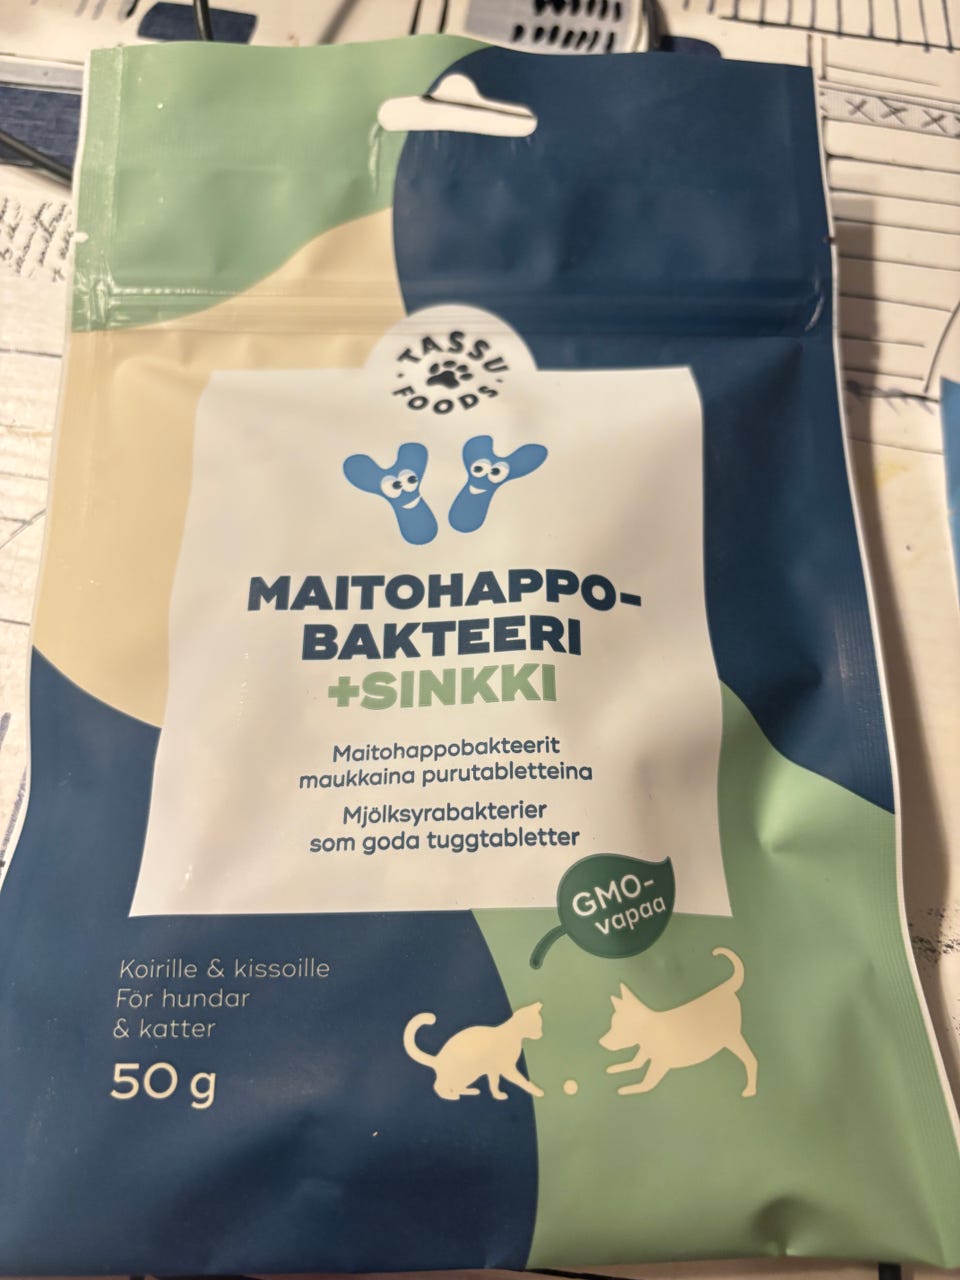 TASSU
FOODS
MAITOHAPPO-
BAKTEERI
+SINKKI
Maitohappobakteerit
maukkaina purutabletteina
Mjölksyrabakterier
som goda tuggtabletter
GMO-
vapaa
Koirille & kissoille
För hundar
& katter
50 g